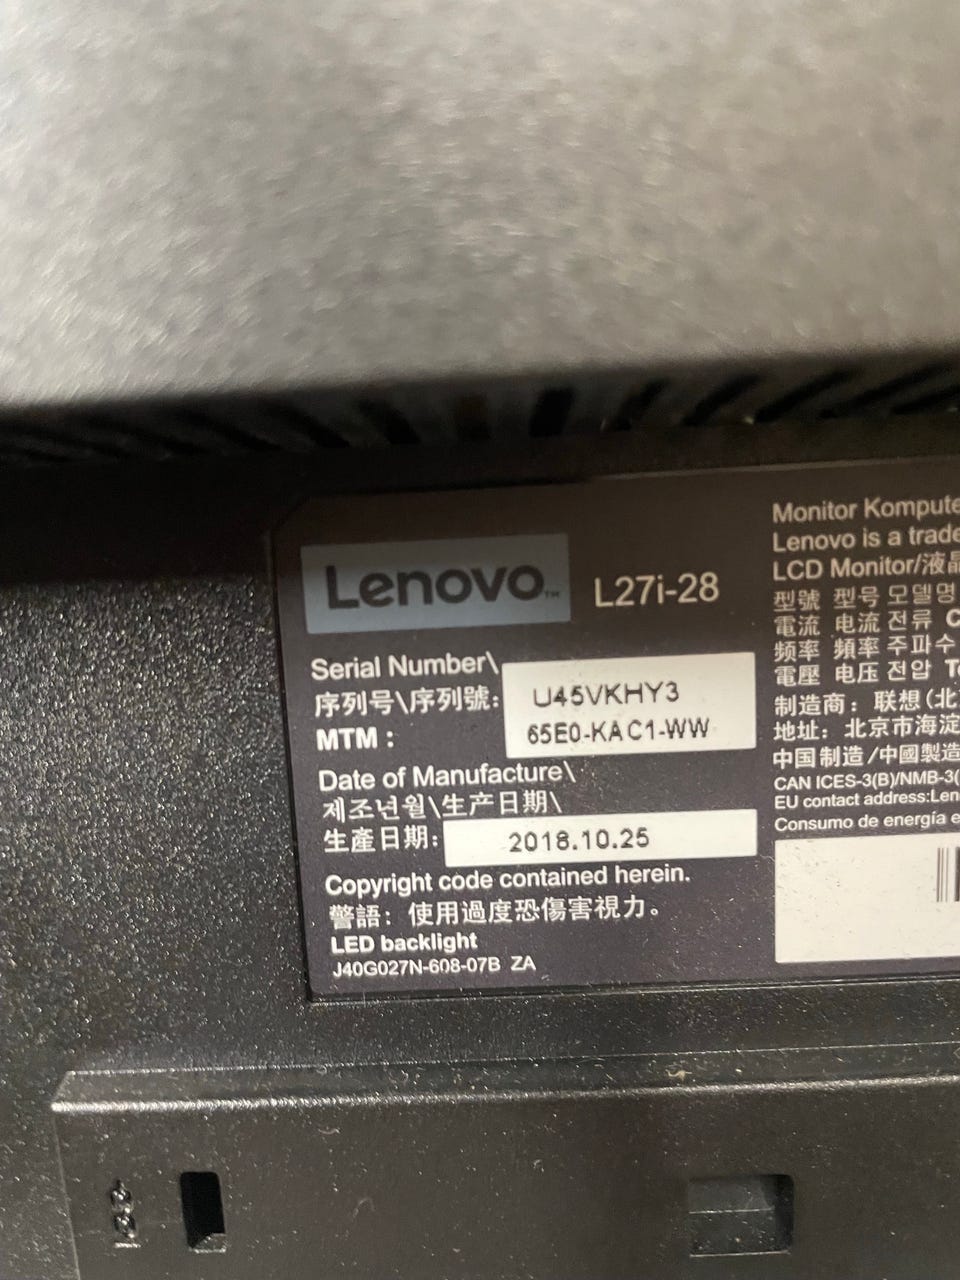 Lenovo™ L27i-28
Serial Number\
序列号\序列號: U45VKHY3
MTM : 65E0-KAC1-WW
Date of Manufacture\
제조년월\生产日期\
生產日期: 2018.10.25
Copyright code contained herein.
警語: 使用過度恐傷害視力。
LED backlight
J40G027N-608-07B ZA
Monitor Kompute
Lenovo is a trade
LCD Monitor/液晶
型號 型号 모델명
電流 电流 전류 C
频率 頻率 주파수
電壓 电压 전압 Te
制造商: 联想(北
地址: 北京市海淀
中国制造/中國製造
CAN ICES-3(B)/NMB-3(
EU contact address:Len
Consumo de energía e